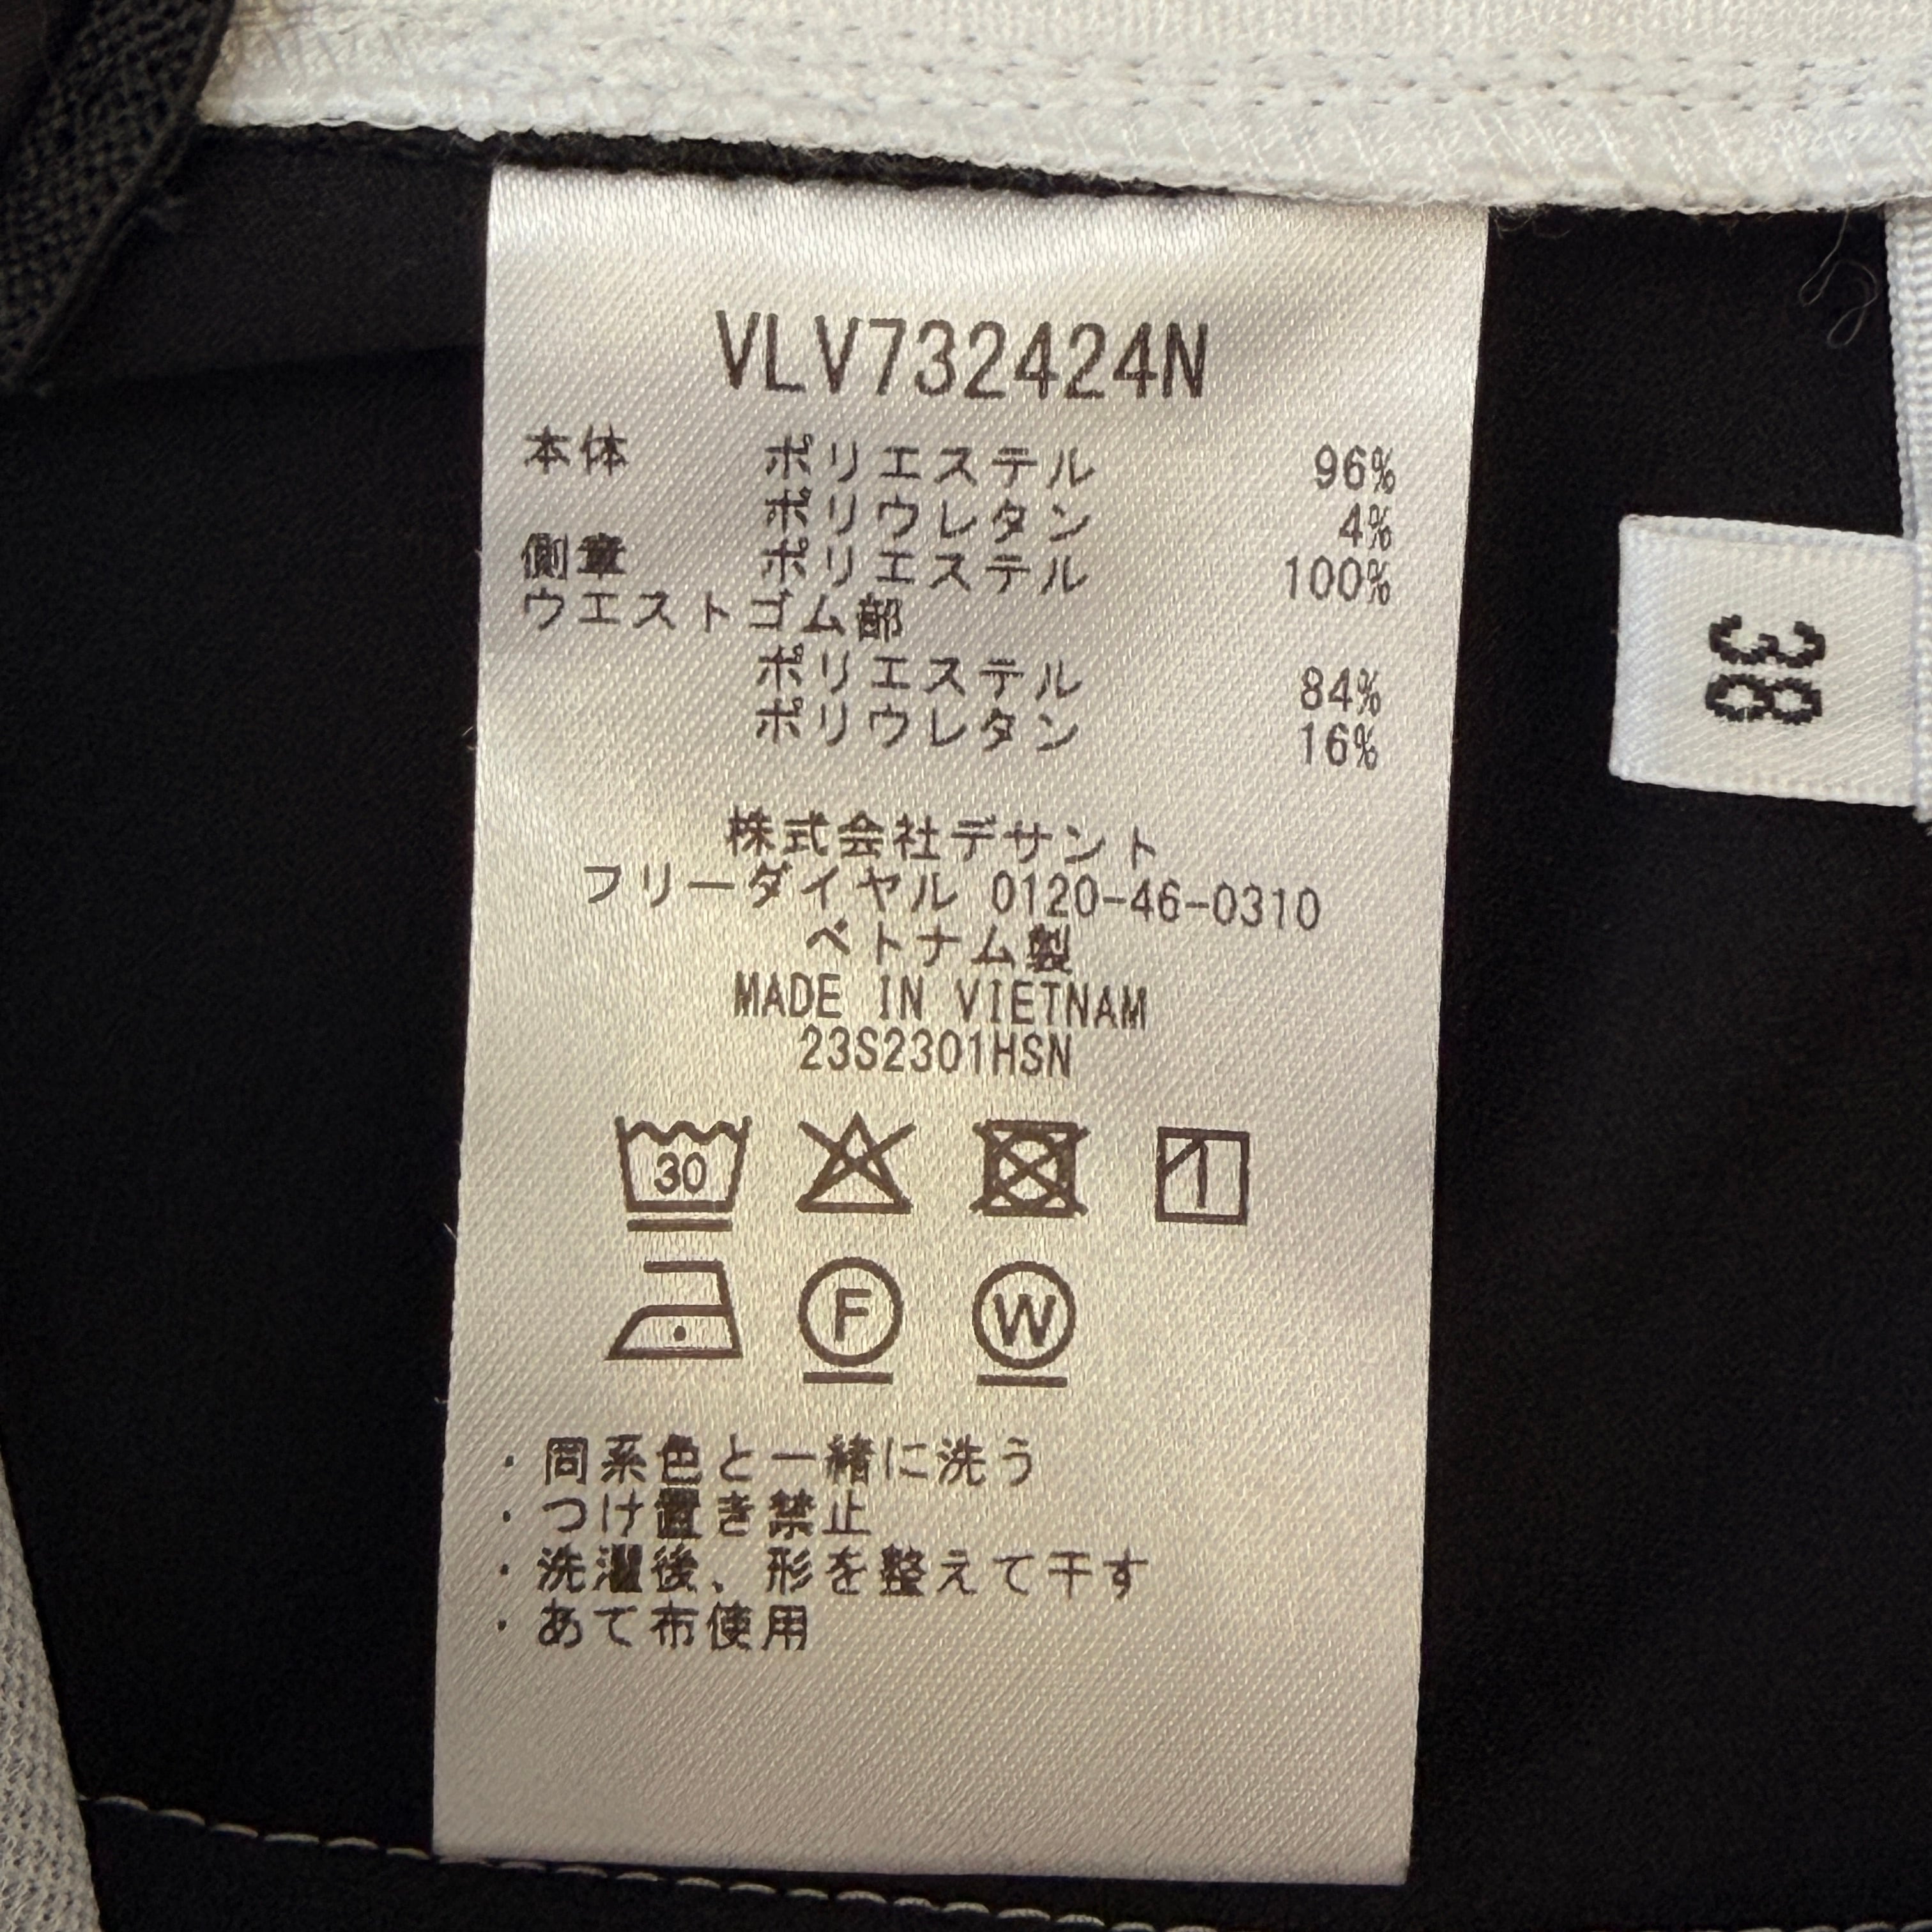 VLV732424N
本体 ポリエステル 96%
ポリウレタン 4%
側章 ポリエステル 100%
ウエストゴム部
ポリエステル 84%
ポリウレタン 16%
株式会社デサント
フリーダイヤル 0120-46-0310
ベトナム製
MADE IN VIETNAM
23S2301HSN
30
F
W
・同系色と一緒に洗う
・つけ置き禁止
・洗濯後、形を整えて干す
・あて布使用
38